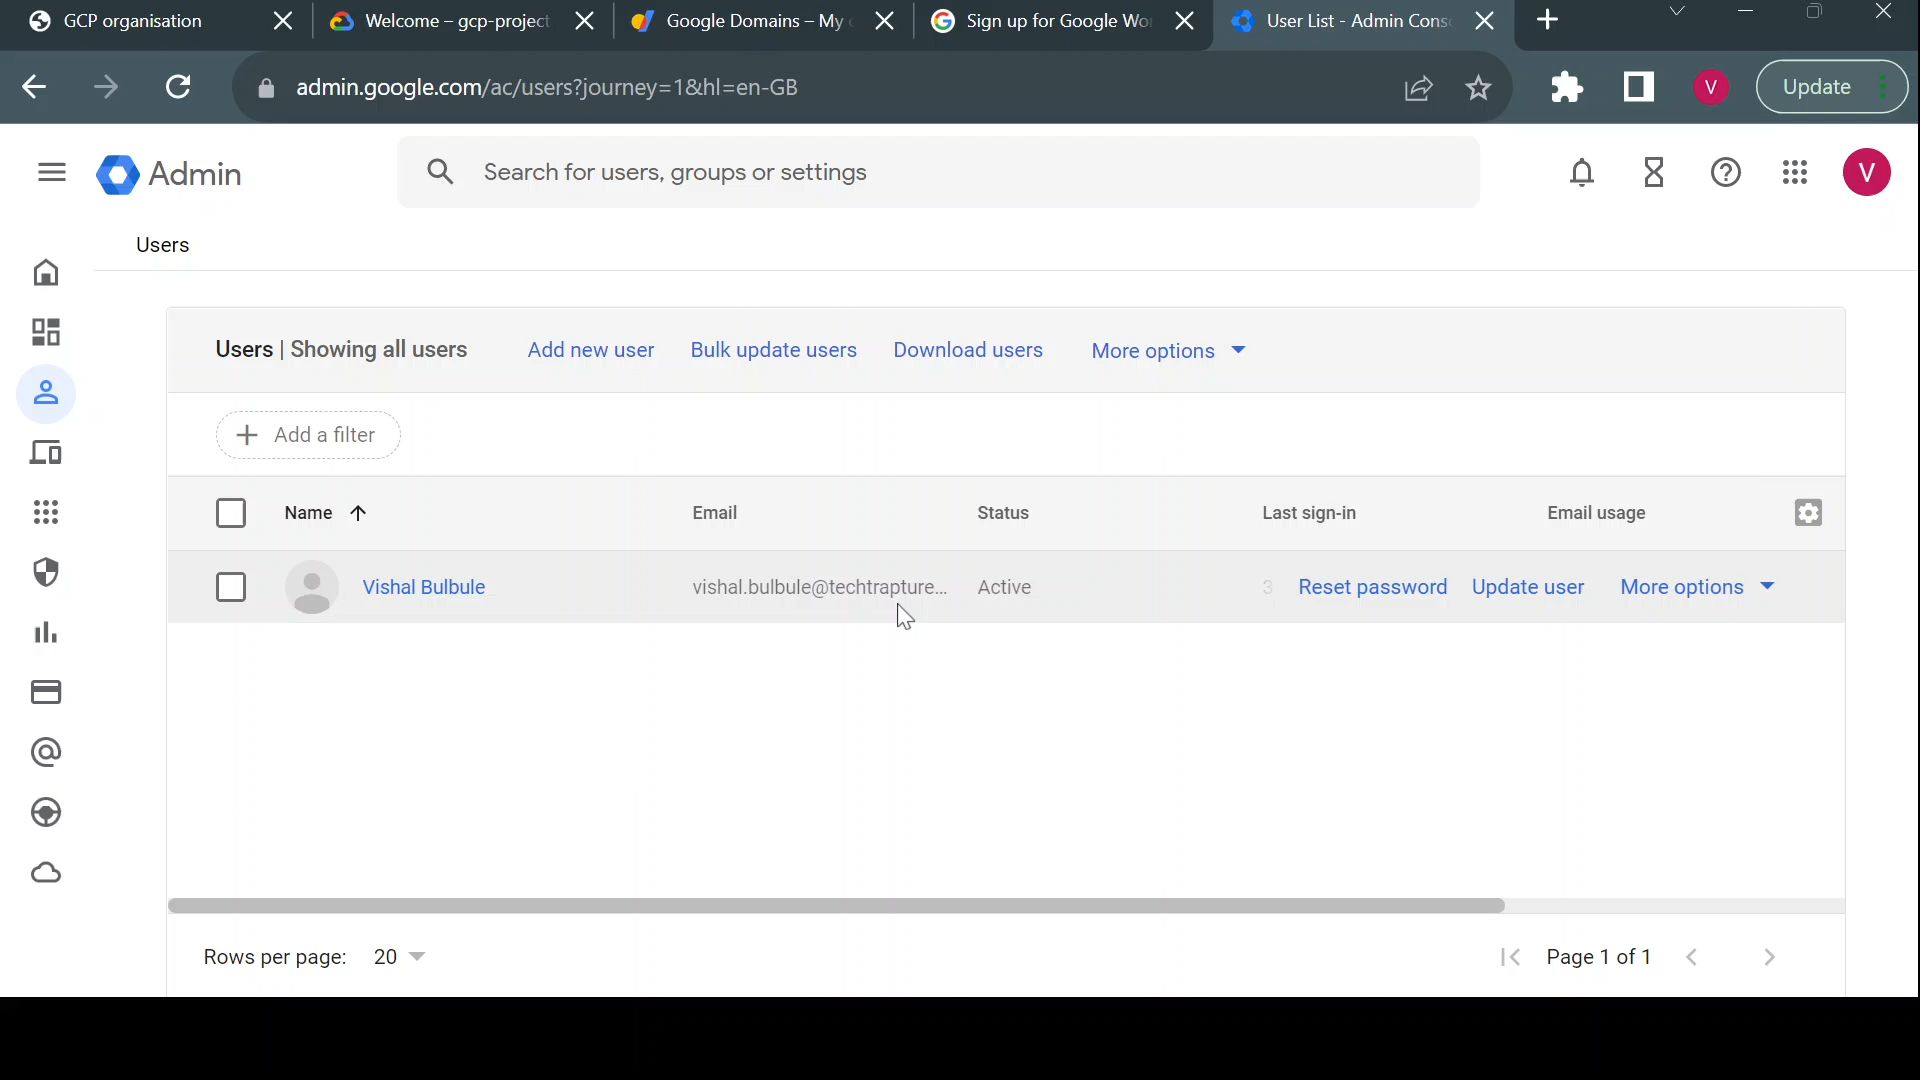 GCP organisation
Welcome – gcp-project
Google Domains – My
Sign up for Google Wo
User List - Admin Cons
admin.google.com/ac/users?journey=1&hl=en-GB
V
Update
Admin
Search for users, groups or settings
V
Users
Users | Showing all users
Add new user
Bulk update users
Download users
More options
Add a filter
Name
Email
Status
Last sign-in
Email usage
Vishal Bulbule
vishal.bulbule@techtrapture...
Active
3
Reset password
Update user
More options
Rows per page: 20
Page 1 of 1